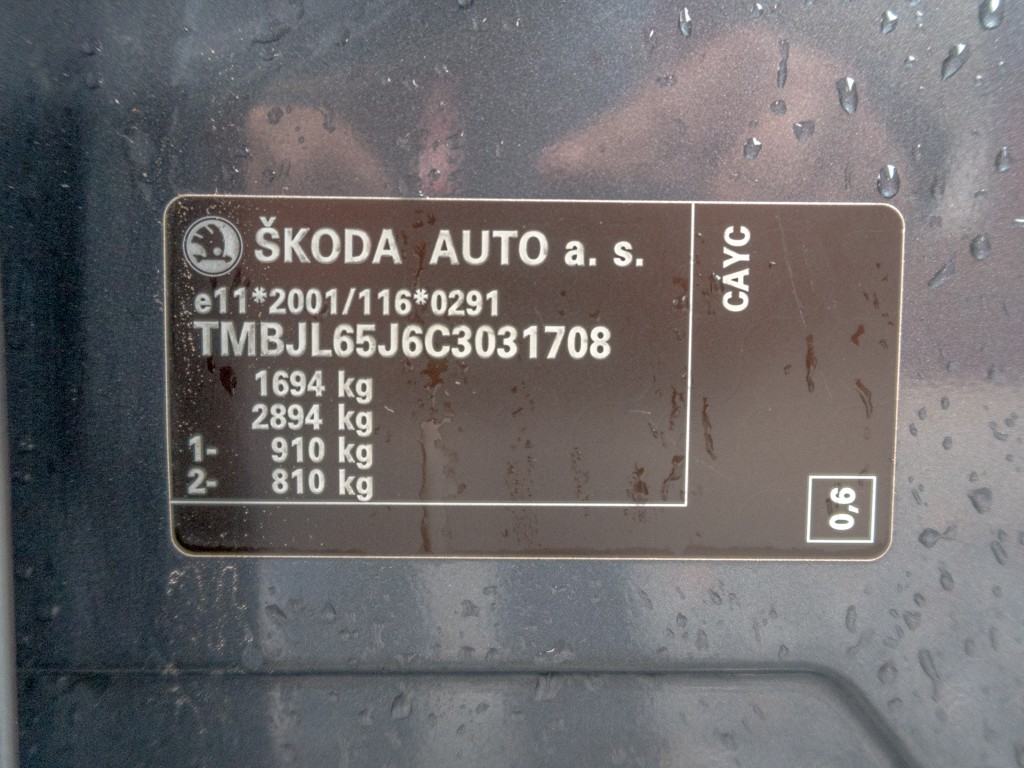 ŠKODA AUTO a. s.
e11*2001/116*0291
TMBJL65J6C3031708
1694 kg
2894 kg
1- 910 kg
2- 810 kg
CÁYC
0,6